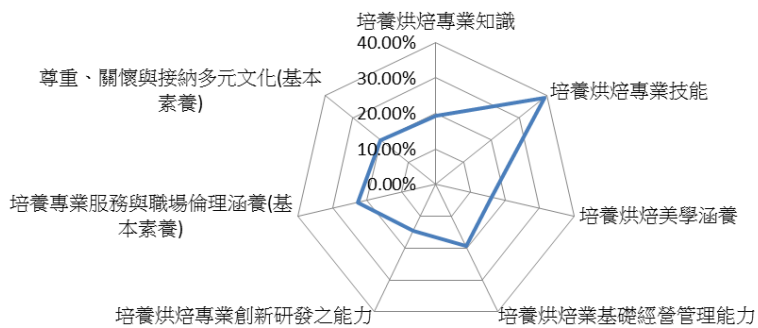 培養烘焙專業知識
40.00%
30.00%
20.00%
10.00%
0.00%
培養烘焙專業技能
培養烘焙美學涵養
培養烘焙業基礎經營管理能力
培養烘焙專業創新研發之能力
培養專業服務與職場倫理涵養(基
本素養)
尊重、關懷與接納多元文化(基本
素養)